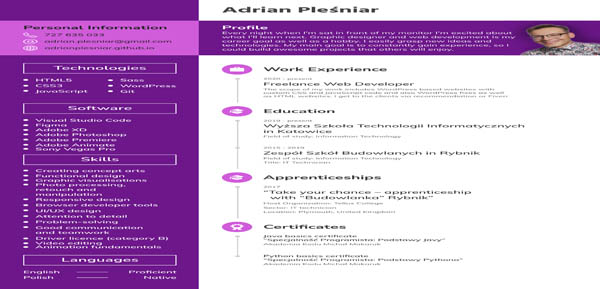 Adrian Pleśniar
Personal Information
727 635 033
adrian.plesniar@gmail.com
adrianplesniar.github.io
Technologies
HTML5
CSS3
JavaScript
Sass
WordPress
Git
Software
Visual Studio Code
Figma
Adobe XD
Adobe Photoshop
Adobe Premiere
Adobe Animate
Sony Vegas Pro
Skills
Creating concept arts
Functional design
Graphic visualisations
Photo processing,
retouch and
manipulation
Responsive design
Browser developer tools
UI/UX design
Attention to detail
Problem-solving
Good communication
and teamwork
Driver licence (category B)
Video editing
Animation fundamentals
Languages
English Proficient
Polish Native
Profile
Every night when I'm sat in front of my monitor I'm excited about
what I'll learn next. Graphic designer and web development is my
career goal as well as a hobby. I easily grasp new ideas and
technologies. My main goal is to constantly gain experience, so I
could build awesome projects that others will enjoy.
Work Experience
2020 - present
Freelance Web Developer
The scope of my work includes WordPress based websites with
custom CSS and JavaScript code and also WordPress fixes as well
as HTML websites. I get to the clients via recommendation or Fiverr.
Education
2019 - present
Wyższa Szkoła Technologii Informatycznych
w Katowice
Field of study: Information Technology
2015 - 2020
Zespół Szkół Budowlanych in Rybnik
Field of study: Information Technology
Title: IT Technician
Apprenticeships
2017
"Take your chance – apprenticeship
with "Budowlanka" Rybnik"
Host Organisation: Tellus College
Position: IT Technician
Location: Plymouth, United Kingdom
Certificates
Java basics certificate
"Specjalność Programista: Podstawy Javy"
Akademia Kodu Michał Makaruk
Python basics certificate
"Specjalność Programista: Podstawy Pythona"
Akademia Kodu Michał Makaruk